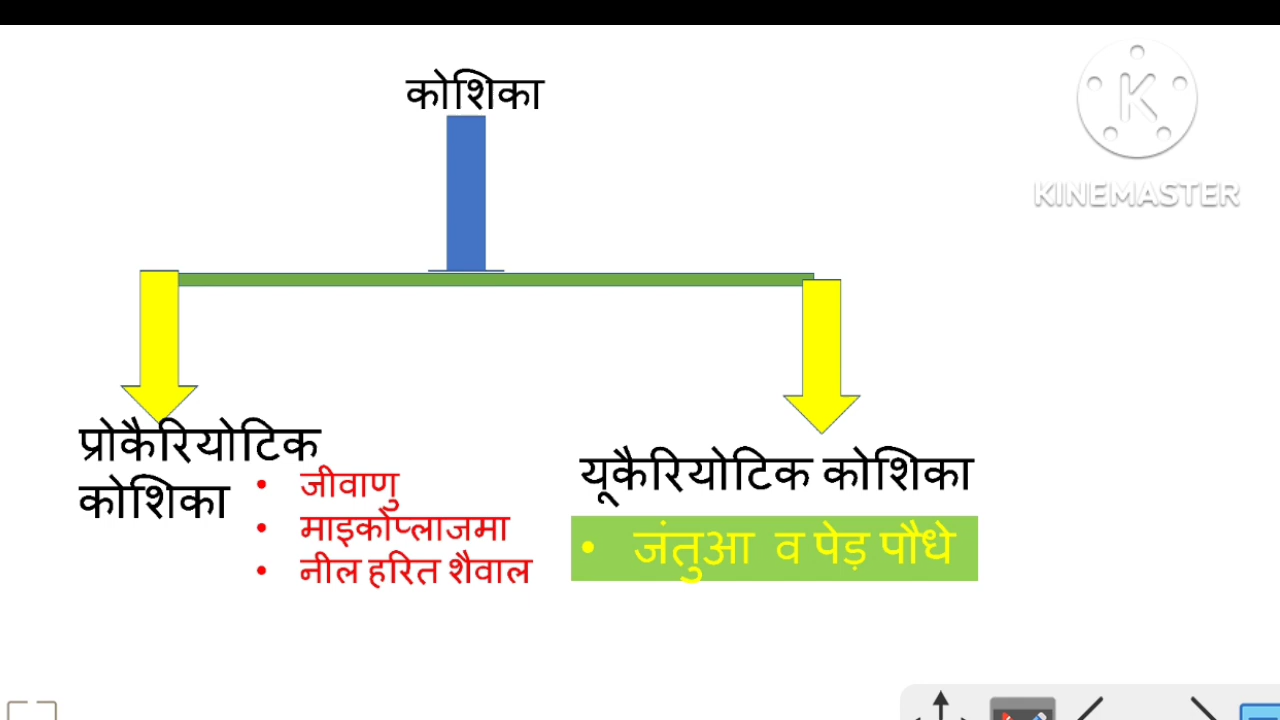 कोशिका
KINEMASTER
प्रोकैरियोटिक
कोशिका
• जीवाणु
• माइकोप्लाजमा
• नील हरित शैवाल
यूकैरियोटिक कोशिका
• जंतुआ व पेड़ पौधे